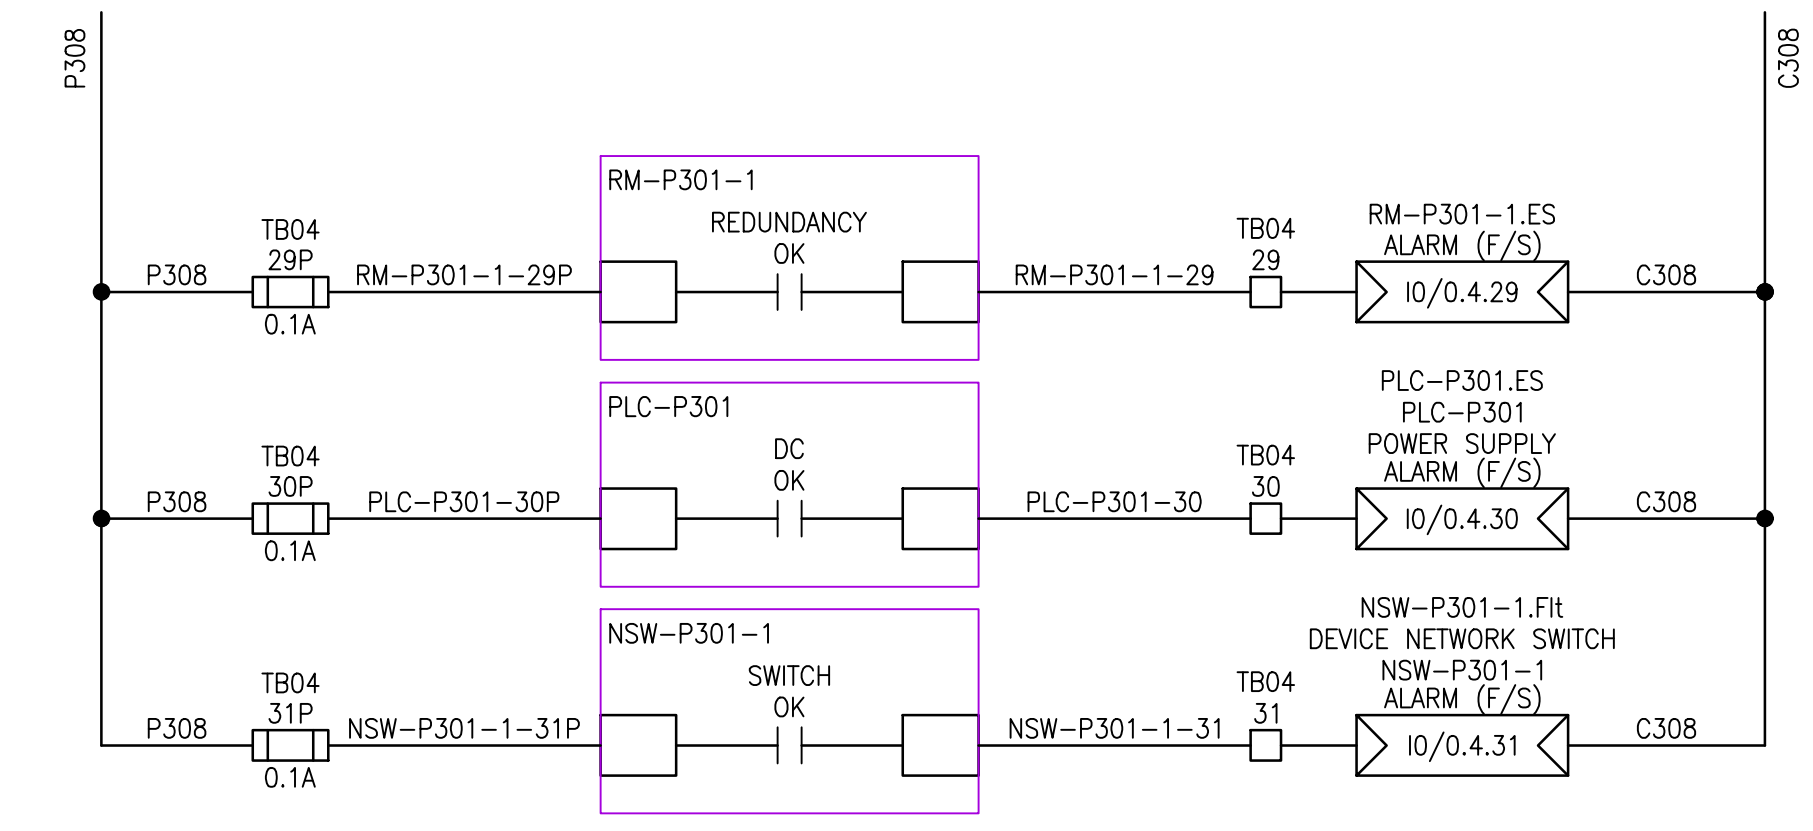 P308
C308
RM-P301-1
REDUNDANCY
OK
TB04
29P
P308
0.1A
RM-P301-1-29P
RM-P301-1-29
TB04
29
RM-P301-1.ES
ALARM (F/S)
IO/0.4.29
C308
PLC-P301
DC
OK
TB04
30P
P308
0.1A
PLC-P301-30P
PLC-P301-30
TB04
30
PLC-P301.ES
PLC-P301
POWER SUPPLY
ALARM (F/S)
IO/0.4.30
C308
NSW-P301-1
SWITCH
OK
TB04
31P
P308
0.1A
NSW-P301-1-31P
NSW-P301-1-31
TB04
31
NSW-P301-1.Flt
DEVICE NETWORK SWITCH
NSW-P301-1
ALARM (F/S)
IO/0.4.31
C308